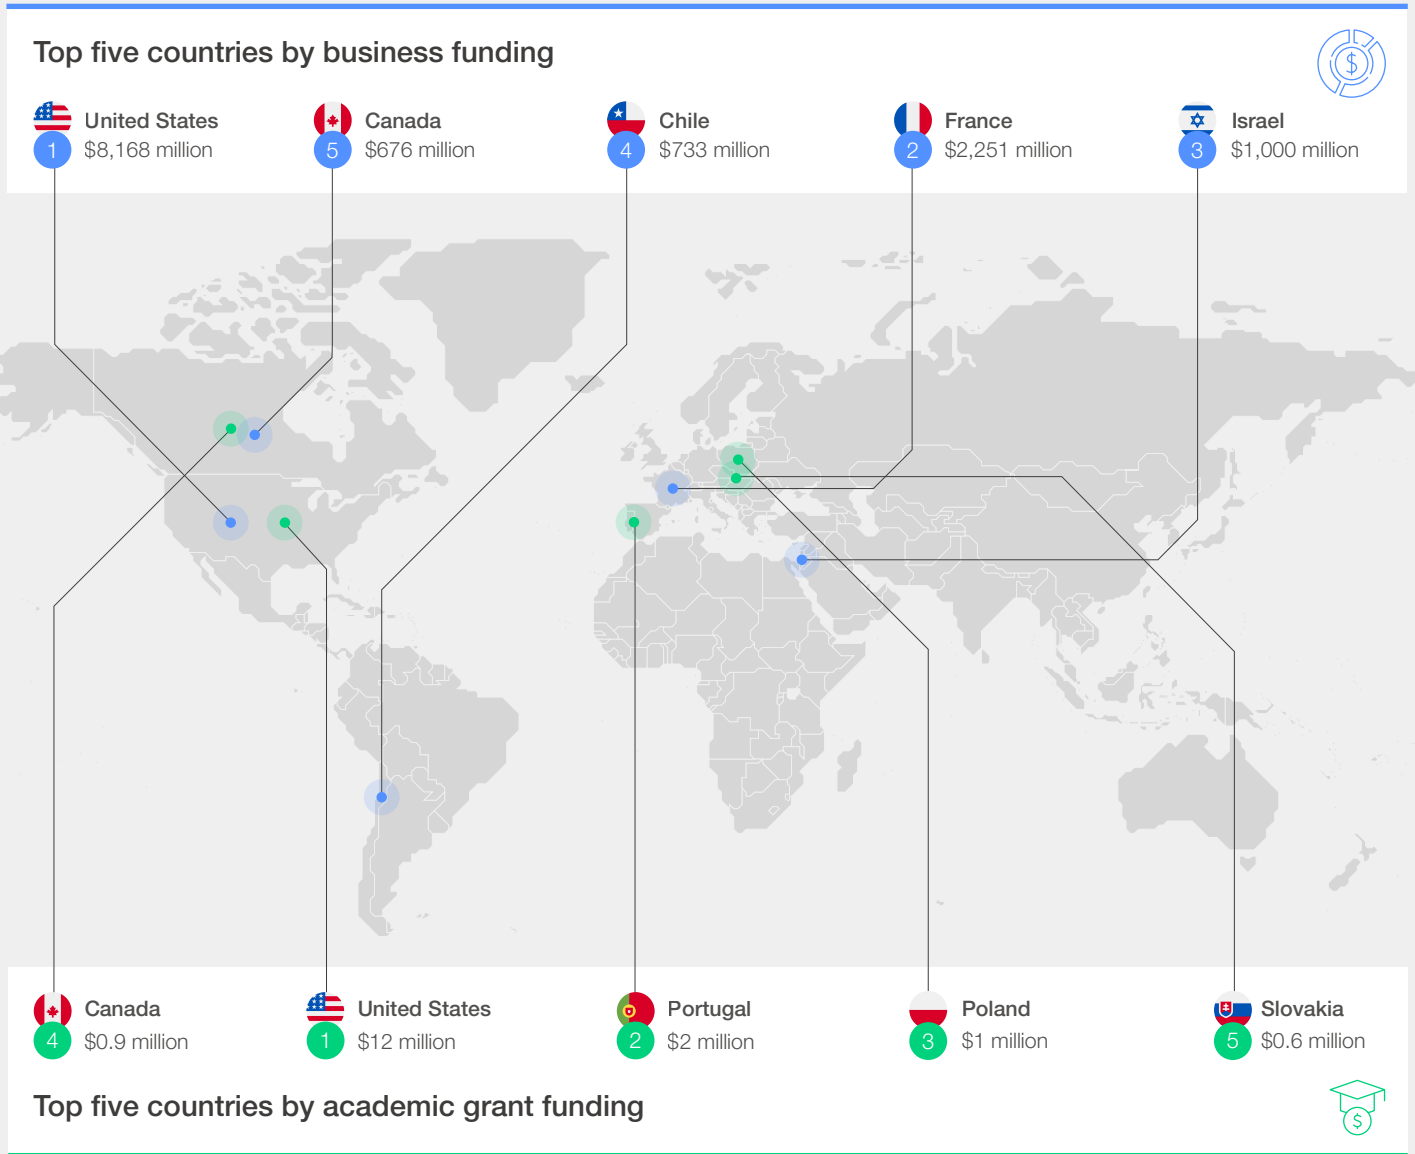 Top five countries by business funding
$
United States
1 $8,168 million
Canada
5 $676 million
Chile
4 $733 million
France
2 $2,251 million
Israel
3 $1,000 million
Canada
4 $0.9 million
United States
1 $12 million
Portugal
2 $2 million
Poland
3 $1 million
Slovakia
5 $0.6 million
Top five countries by academic grant funding
$